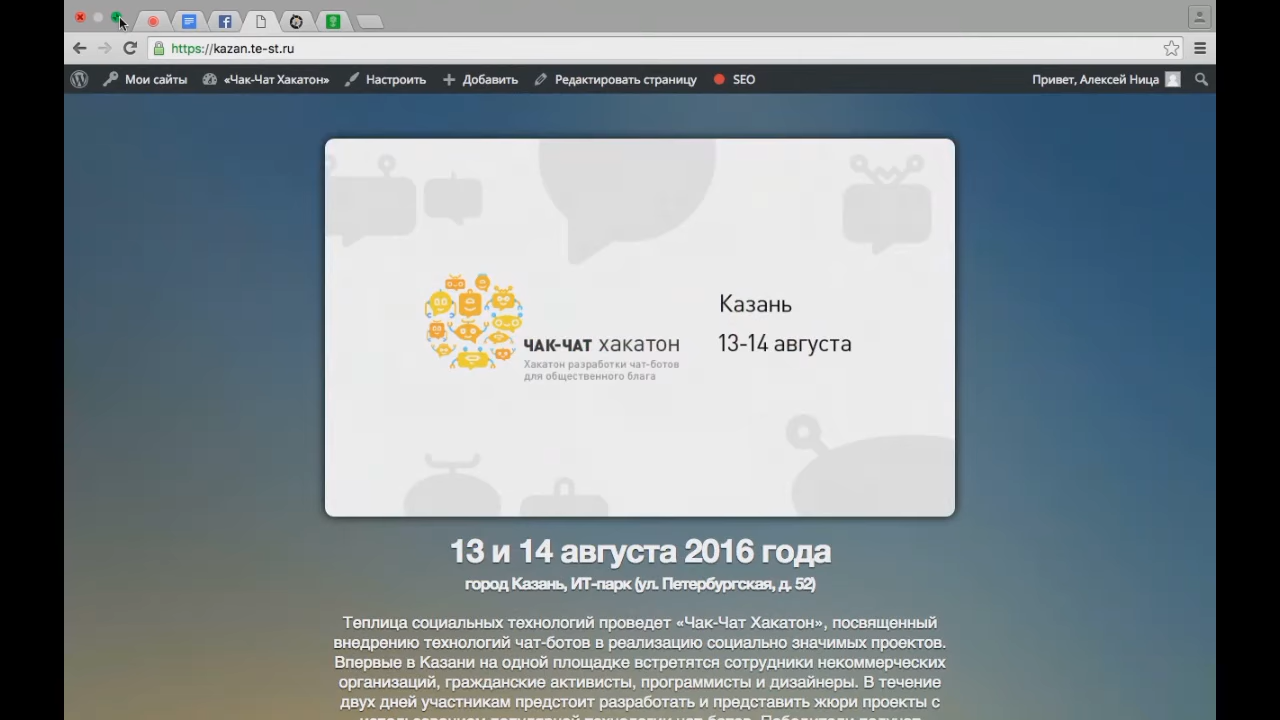 https://kazan.te-st.ru
Мои сайты «Чак-Чат Хакатон» Настроить Добавить Редактировать страницу SEO Привет, Алексей Ница
Казань
13-14 августа
ЧАК-ЧАТ хакатон
Хакатон разработки чат-ботов
для общественного блага
13 и 14 августа 2016 года
город Казань, ИТ-парк (ул. Петербургская, д. 52)
Теплица социальных технологий проведет «Чак-Чат Хакатон», посвященный
внедрению технологий чат-ботов в реализацию социально значимых проектов.
Впервые в Казани на одной площадке встретятся сотрудники некоммерческих
организаций, гражданские активисты, программисты и дизайнеры. В течение
двух дней участникам предстоит разработать и представить жюри проекты с